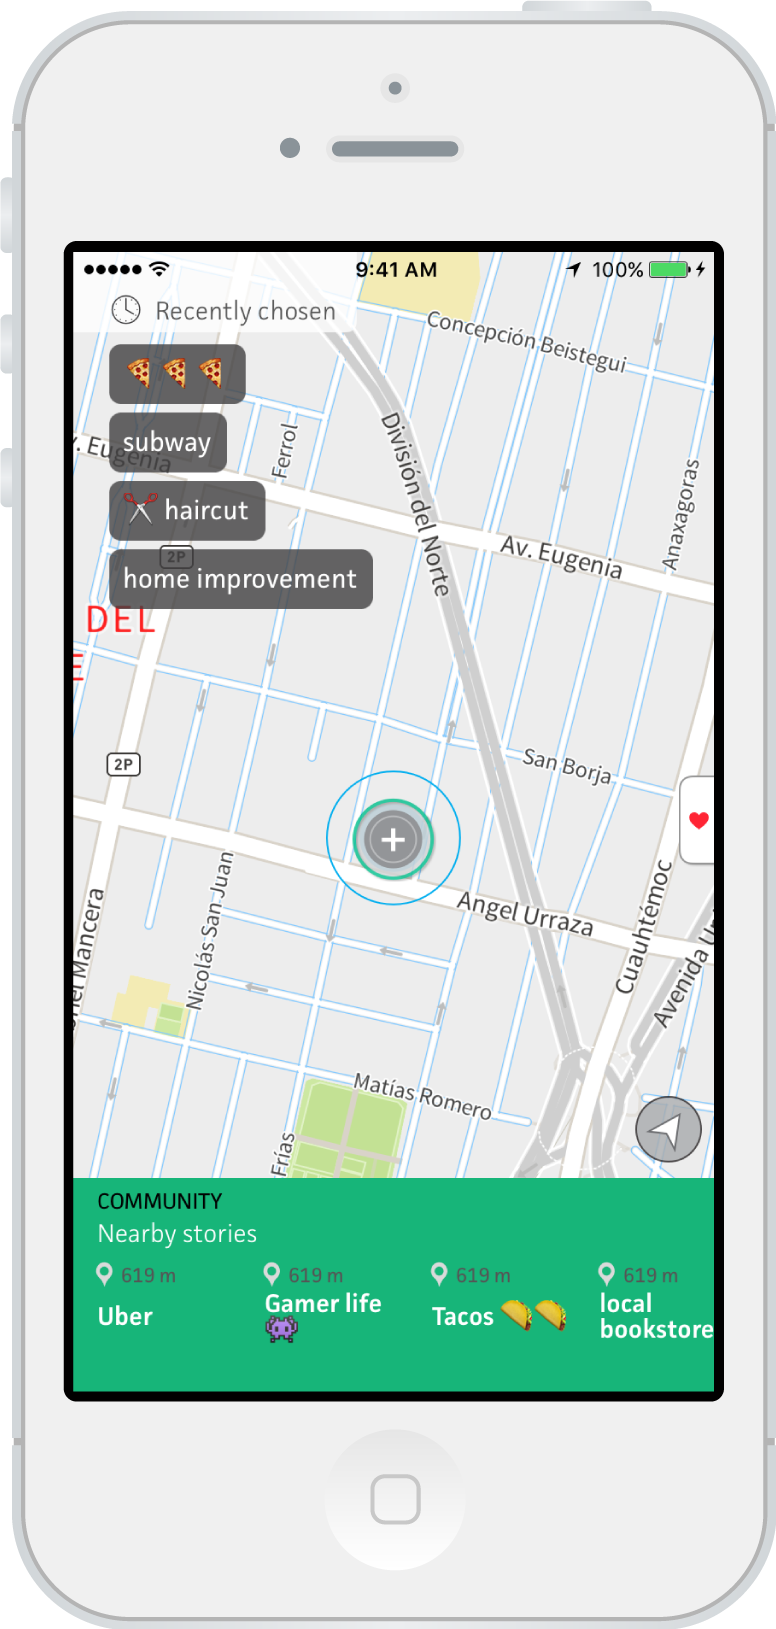 9:41 AM
100%
Recently chosen
🍕 🍕 🍕
subway
✂ haircut
home improvement
Concepción Beistegui
Eugenia
Ferrol
División del Norte
Anaxagoras
Av. Eugenia
2P
DEL
E
2P
San Borja
+
Angel Urraza
Nicolás San Juan
Mancera
Cuauhtémoc
Avenida
Matías Romero
Frías
COMMUNITY
Nearby stories
619 m
619 m
619 m
619 m
Uber
Gamer life
👾
Tacos 🌮🌮
local
bookstore